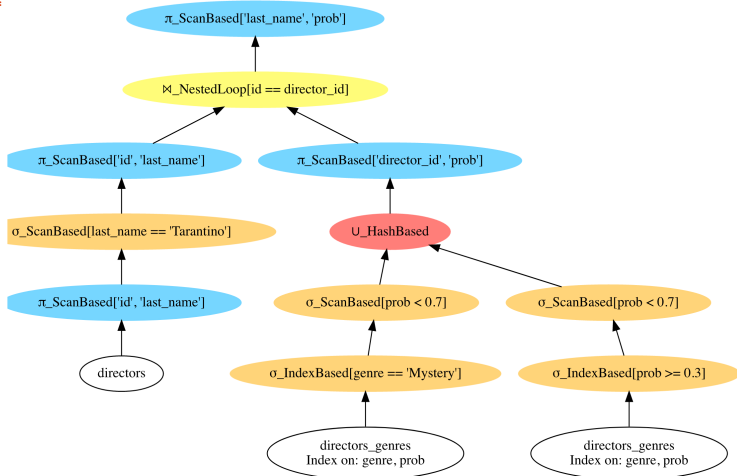 π_ScanBased['last_name', 'prob']
⋈_NestedLoop[id == director_id]
π_ScanBased['id', 'last_name']
π_ScanBased['director_id', 'prob']
σ_ScanBased[last_name == 'Tarantino']
∪_HashBased
π_ScanBased['id', 'last_name']
σ_ScanBased[prob < 0.7]
σ_ScanBased[prob < 0.7]
directors
σ_IndexBased[genre == 'Mystery']
σ_IndexBased[prob >= 0.3]
directors_genres
Index on: genre, prob
directors_genres
Index on: genre, prob